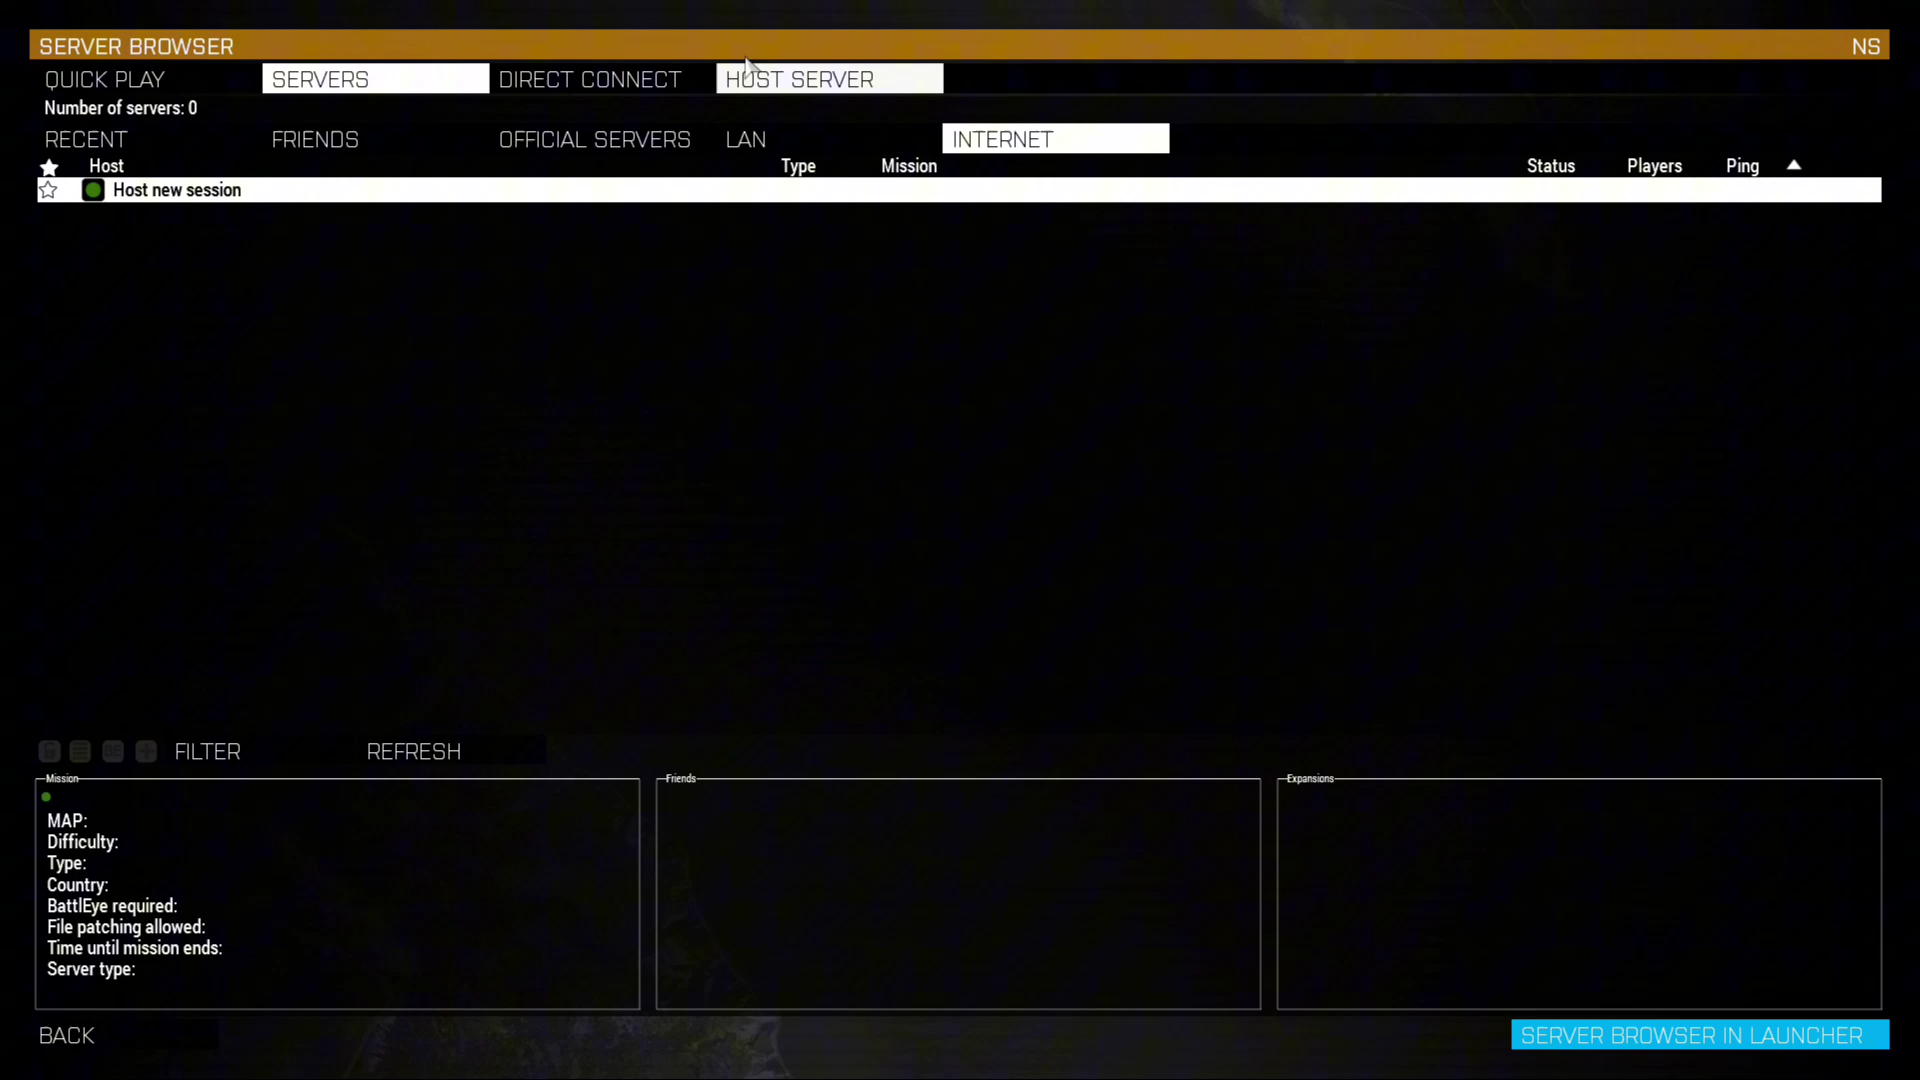 SERVER BROWSER NS
QUICK PLAY SERVERS DIRECT CONNECT HOST SERVER
Number of servers: 0
RECENT FRIENDS OFFICIAL SERVERS LAN INTERNET
Host Type Mission Status Players Ping
Host new session
BE FILTER REFRESH
Mission Friends Expansions
MAP:
Difficulty:
Type:
Country:
BattlEye required:
File patching allowed:
Time until mission ends:
Server type:
BACK SERVER BROWSER IN LAUNCHER